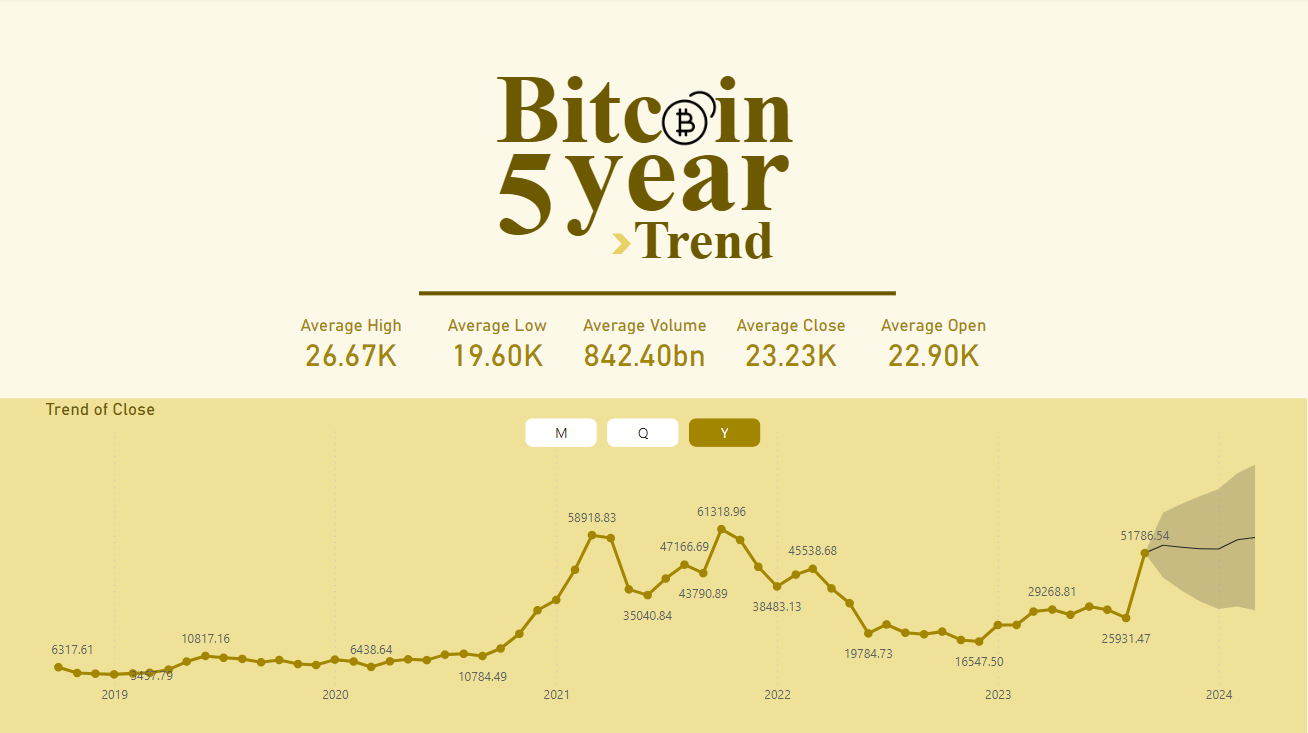 Bitcoin
5 year
Trend
Average High Average Low Average Volume Average Close Average Open
26.67K 19.60K 842.40bn 23.23K 22.90K
Trend of Close
M Q Y
61318.96
58918.83
51786.54
47166.69
45538.68
29268.81
43790.89
38483.13
35040.84
10817.16
25931.47
6317.61
6438.64
19784.73
16547.50
3457.79
10784.49
2019 2020 2021 2022 2023 2024